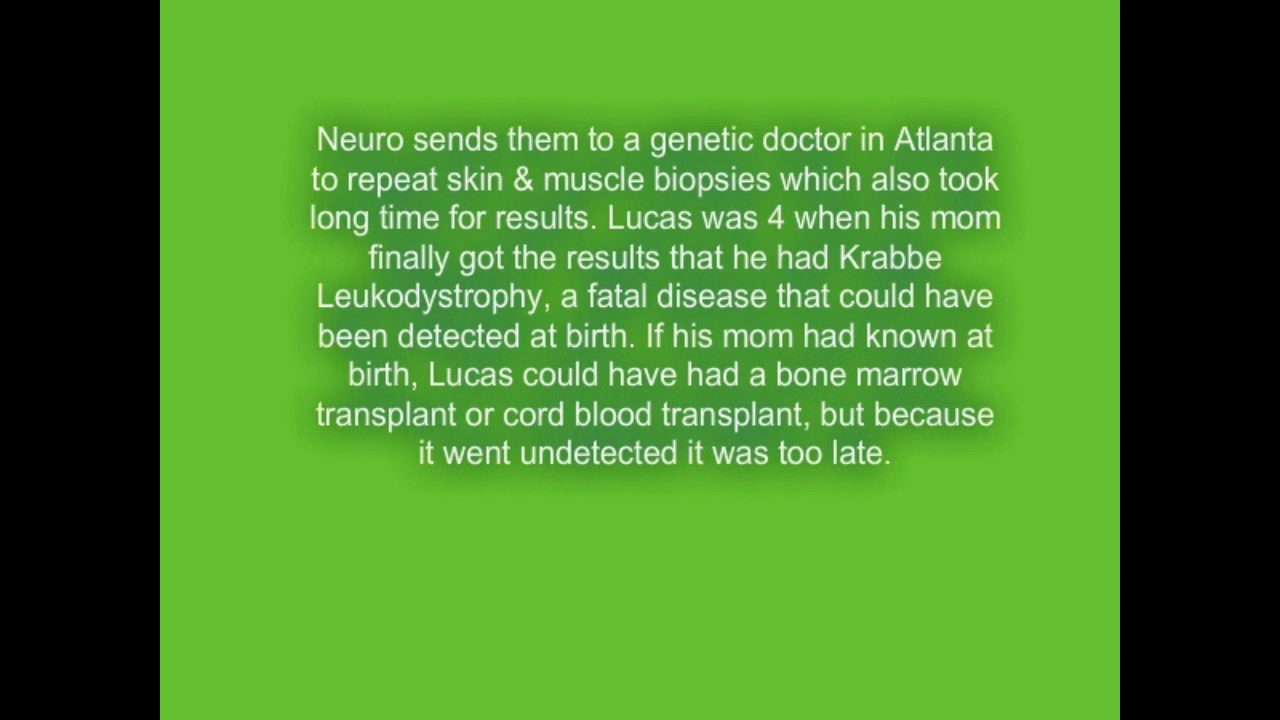 Neuro sends them to a genetic doctor in Atlanta
to repeat skin & muscle biopsies which also took
long time for results. Lucas was 4 when his mom
finally got the results that he had Krabbe
Leukodystrophy, a fatal disease that could have
been detected at birth. If his mom had known at
birth, Lucas could have had a bone marrow
transplant or cord blood transplant, but because
it went undetected it was too late.